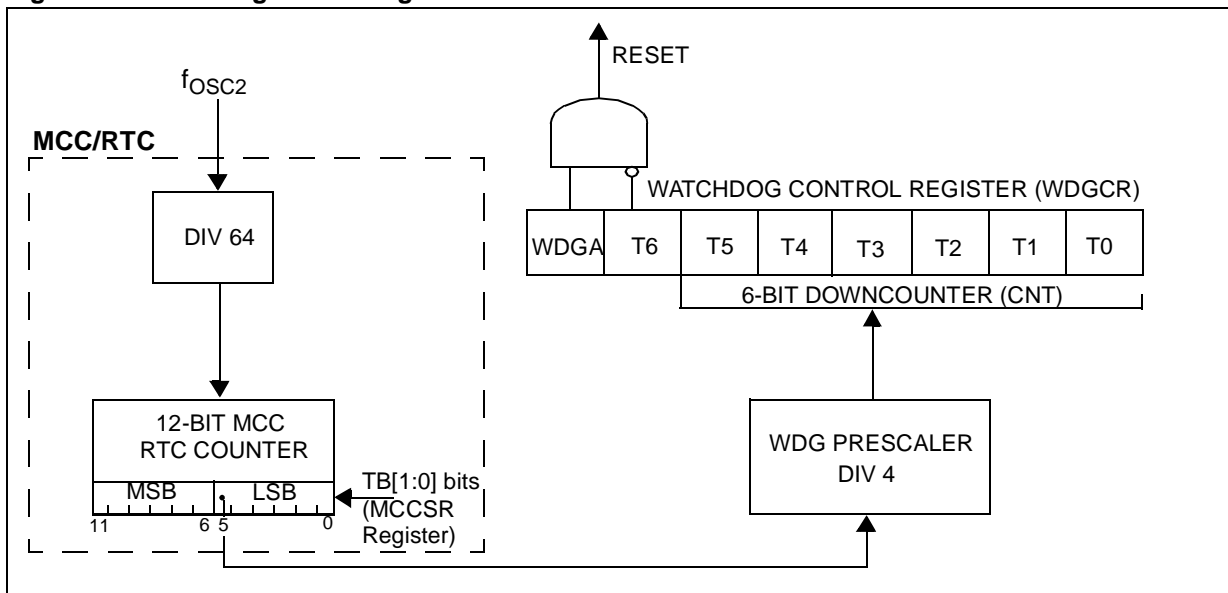 RESET
fOSC2
MCC/RTC
DIV 64
12-BIT MCC
RTC COUNTER
MSB LSB
11 6 5 0
TB[1:0] bits
(MCCSR
Register)
WATCHDOG CONTROL REGISTER (WDGCR)
WDGA T6 T5 T4 T3 T2 T1 T0
6-BIT DOWNCOUNTER (CNT)
WDG PRESCALER
DIV 4